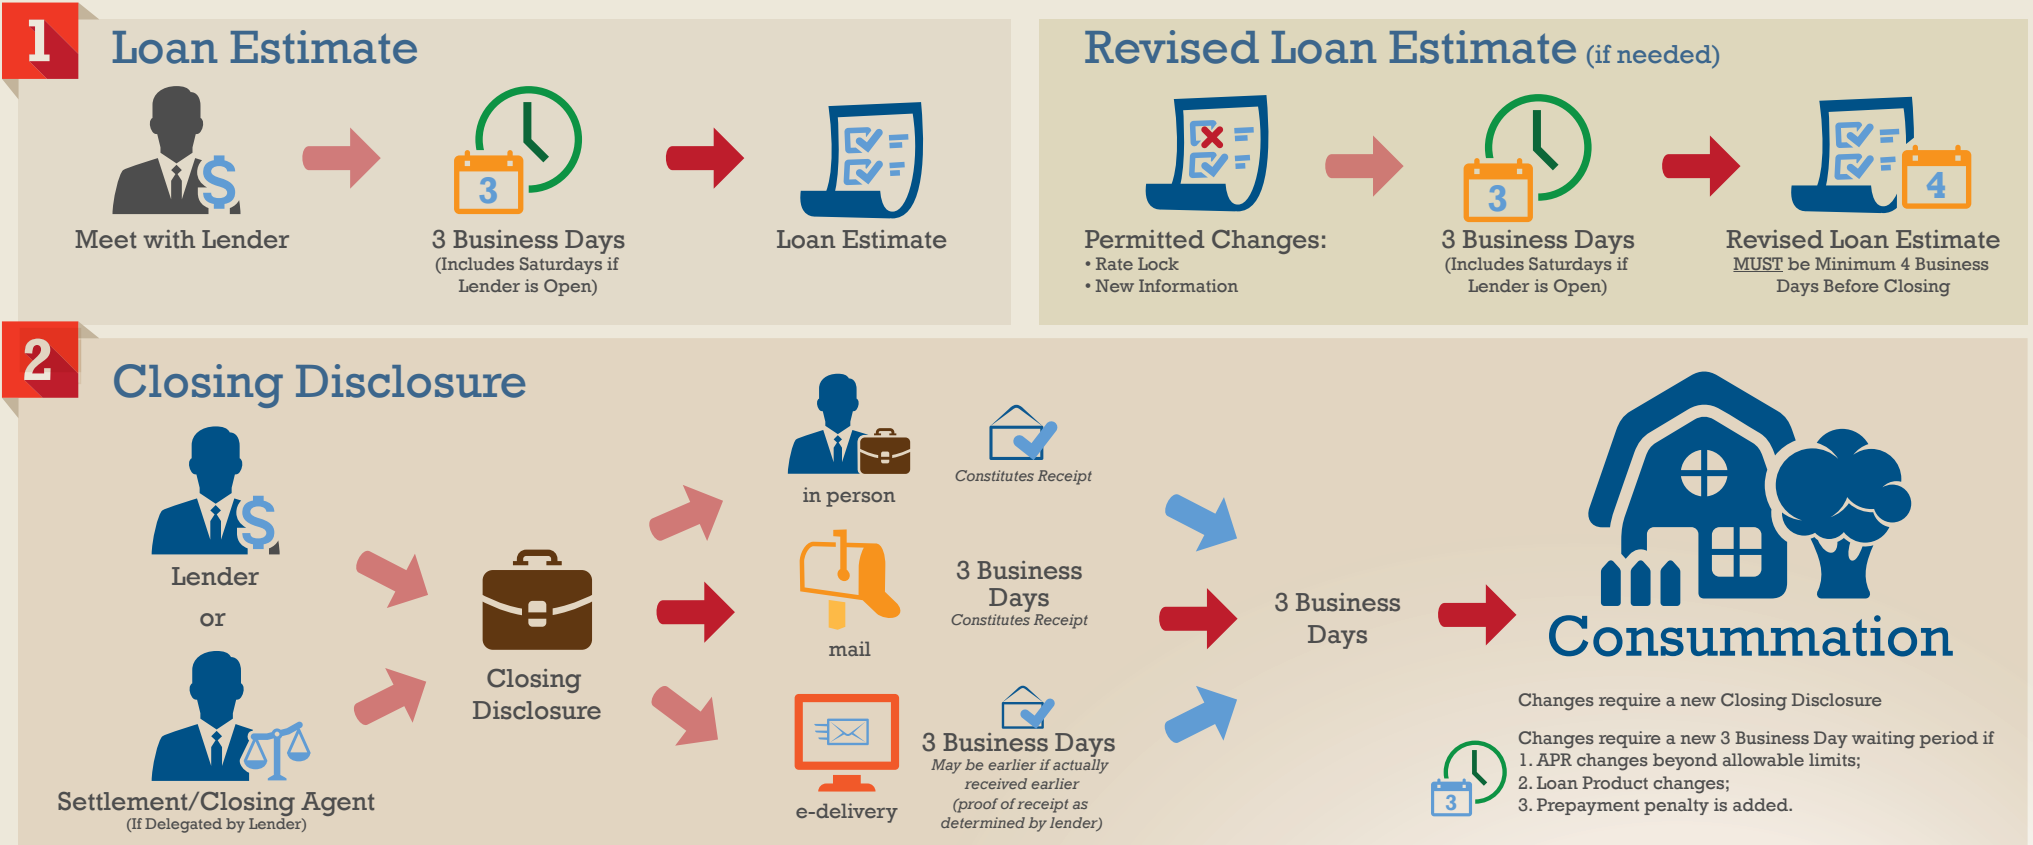 1
Loan Estimate
$
Meet with Lender
3
3 Business Days
(Includes Saturdays if
Lender is Open)
Loan Estimate
Revised Loan Estimate (if needed)
Permitted Changes:
• Rate Lock
• New Information
3
3 Business Days
(Includes Saturdays if
Lender is Open)
4
Revised Loan Estimate
MUST be Minimum 4 Business
Days Before Closing
2
Closing Disclosure
$
Lender
or
Settlement/Closing Agent
(If Delegated by Lender)
Closing
Disclosure
in person
Constitutes Receipt
mail
3 Business
Days
Constitutes Receipt
e-delivery
3 Business Days
May be earlier if actually
received earlier
(proof of receipt as
determined by lender)
3 Business
Days
Consummation
Changes require a new Closing Disclosure
3
Changes require a new 3 Business Day waiting period if
1. APR changes beyond allowable limits;
2. Loan Product changes;
3. Prepayment penalty is added.